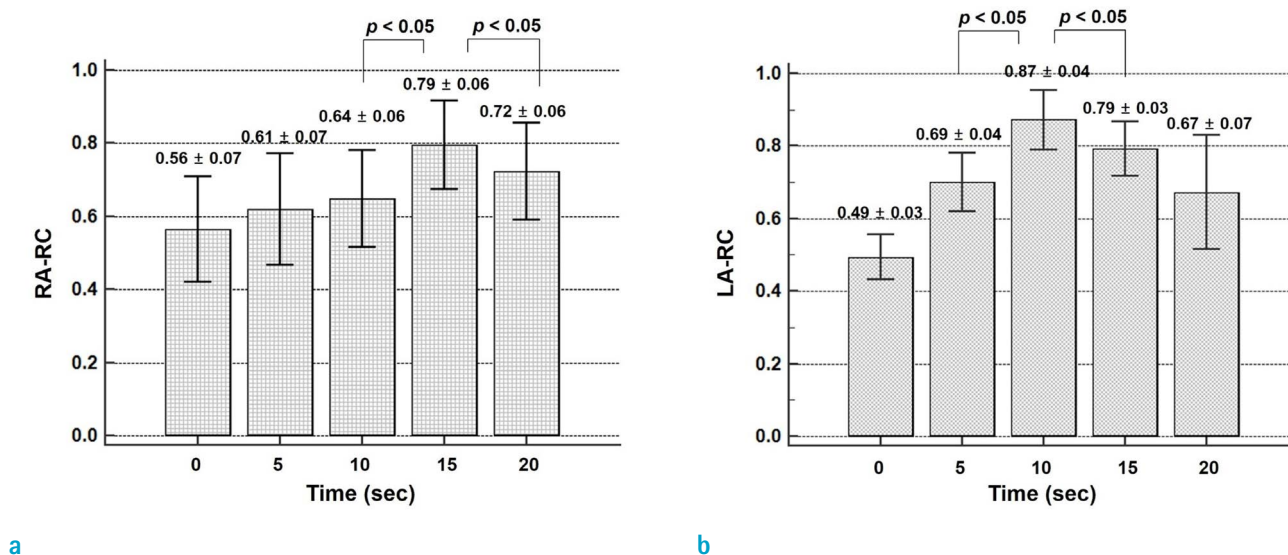 p < 0.05
p < 0.05
1.0
0.79 ± 0.06
0.72 ± 0.06
0.64 ± 0.06
0.61 ± 0.07
0.8
0.56 ± 0.07
0.6
RA-RC
0.4
0.2
0.0
0 5 10 15 20
Time (sec)
a
p < 0.05
p < 0.05
1.0
0.87 ± 0.04
0.79 ± 0.03
0.67 ± 0.07
0.69 ± 0.04
0.8
0.6
0.49 ± 0.03
LA-RC
0.4
0.2
0.0
0 5 10 15 20
Time (sec)
b